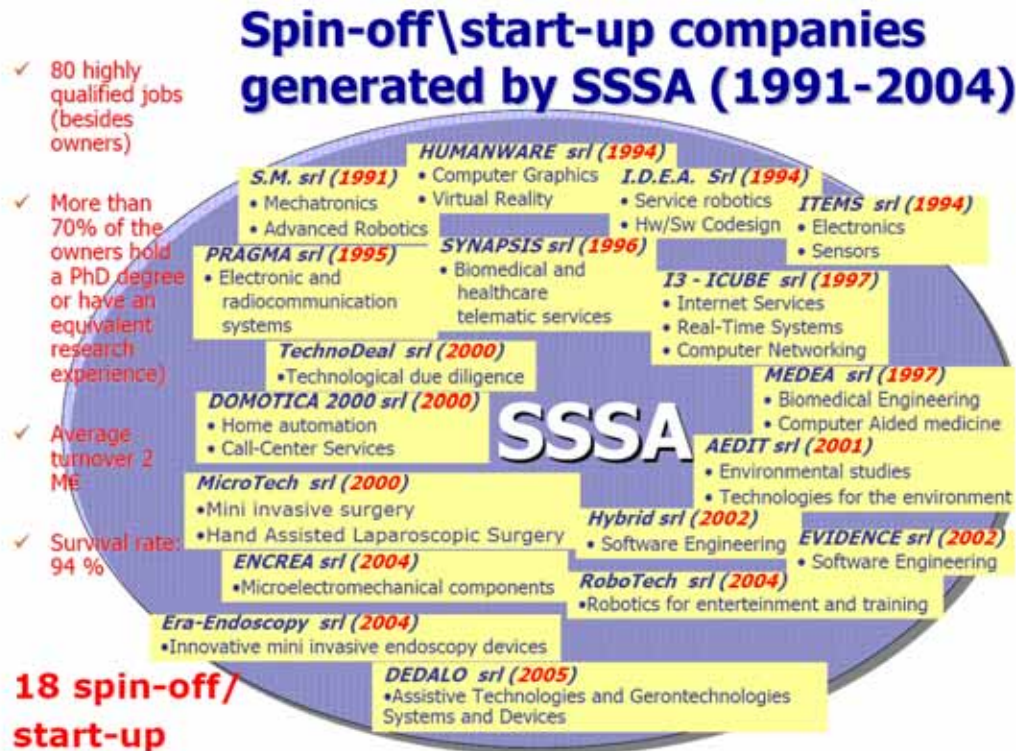 Spin-off\start-up companies
generated by SSSA (1991-2004)
✓ 80 highly
qualified jobs
(besides
owners)
✓ More than
70% of the
owners hold
a PhD degree
or have an
equivalent
research
experience)
✓ Average
turnover 2
M€
✓ Survival rate:
94 %
18 spin-off/
start-up
HUMANWARE srl (1994)
• Computer Graphics
• Virtual Reality
S.M. srl (1991)
• Mechatronics
• Advanced Robotics
I.D.E.A. Srl (1994)
• Service robotics
• Hw/Sw Codesign
ITEMS srl (1994)
• Electronics
• Sensors
PRAGMA srl (1995)
• Electronic and
radiocommunication
systems
SYNAPSIS srl (1996)
• Biomedical and
healthcare
telematic services
I3 - ICUBE srl (1997)
• Internet Services
• Real-Time Systems
• Computer Networking
TechnoDeal srl (2000)
•Technological due diligence
MEDEA srl (1997)
• Biomedical Engineering
• Computer Aided medicine
DOMOTICA 2000 srl (2000)
• Home automation
• Call-Center Services
SSSA
AEDIT srl (2001)
• Environmental studies
• Technologies for the environment
MicroTech srl (2000)
•Mini invasive surgery
•Hand Assisted Laparoscopic Surgery
Hybrid srl (2002)
• Software Engineering
EVIDENCE srl (2002)
• Software Engineering
ENCREA srl (2004)
•Microelectromechanical components
RoboTech srl (2004)
•Robotics for enterteinment and training
Era-Endoscopy srl (2004)
•Innovative mini invasive endoscopy devices
DEDALO srl (2005)
•Assistive Technologies and Gerontechnologies
Systems and Devices